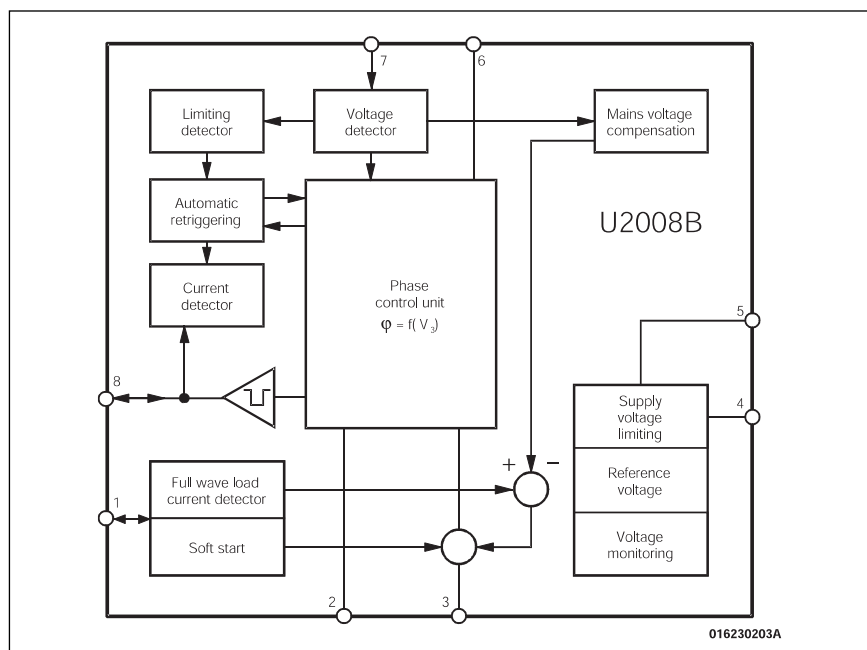 7
6
Limiting
detector
Voltage
detector
Mains voltage
compensation
Automatic
retriggering
U2008B
Current
detector
Phase
control unit
φ = f( V3)
5
8
Supply
voltage
limiting
4
+ −
Full wave load
current detector
Reference
voltage
1
Soft start
Voltage
monitoring
2
3
016230203A